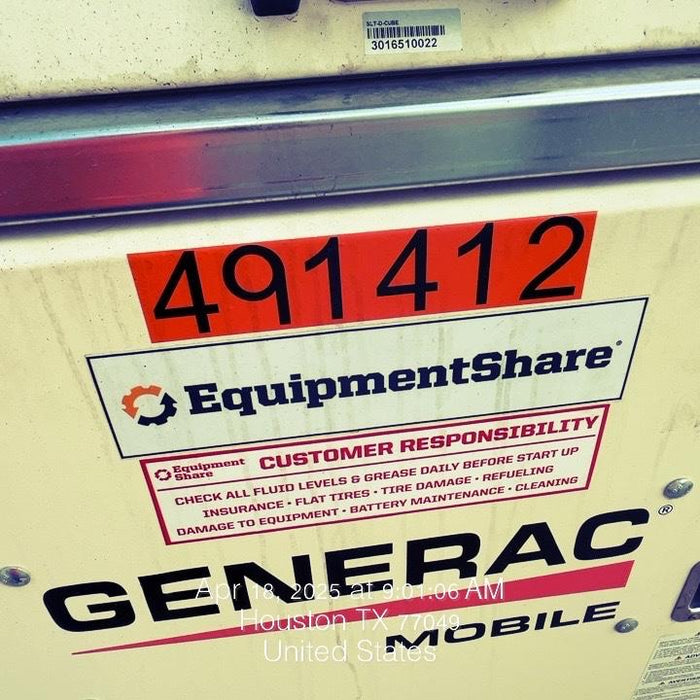 SLT-D-CUBE
3016510022
491412
EquipmentShare
Equipment
Share
CUSTOMER RESPONSIBILITY
CHECK ALL FLUID LEVELS & GREASE DAILY BEFORE START UP
INSURANCE • FLAT TIRES • TIRE DAMAGE • REFUELING
DAMAGE TO EQUIPMENT • BATTERY MAINTENANCE • CLEANING
GENERAC®
MOBILE
Apr 18, 2025 at 9:01:06 AM
Houston TX 77049
United States